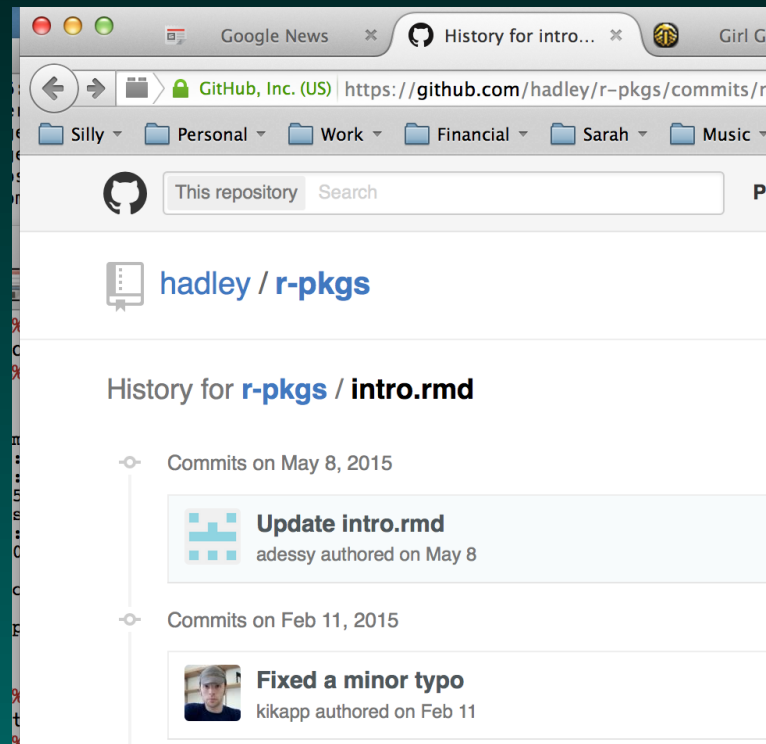 Google News
History for intro...
Girl G
GitHub, Inc. (US) https://github.com/hadley/r-pkgs/commits/
Silly Personal Work Financial Sarah Music
This repository Search P
hadley / r-pkgs
History for r-pkgs / intro.rmd
Commits on May 8, 2015
Update intro.rmd
adessy authored on May 8
Commits on Feb 11, 2015
Fixed a minor typo
kikapp authored on Feb 11